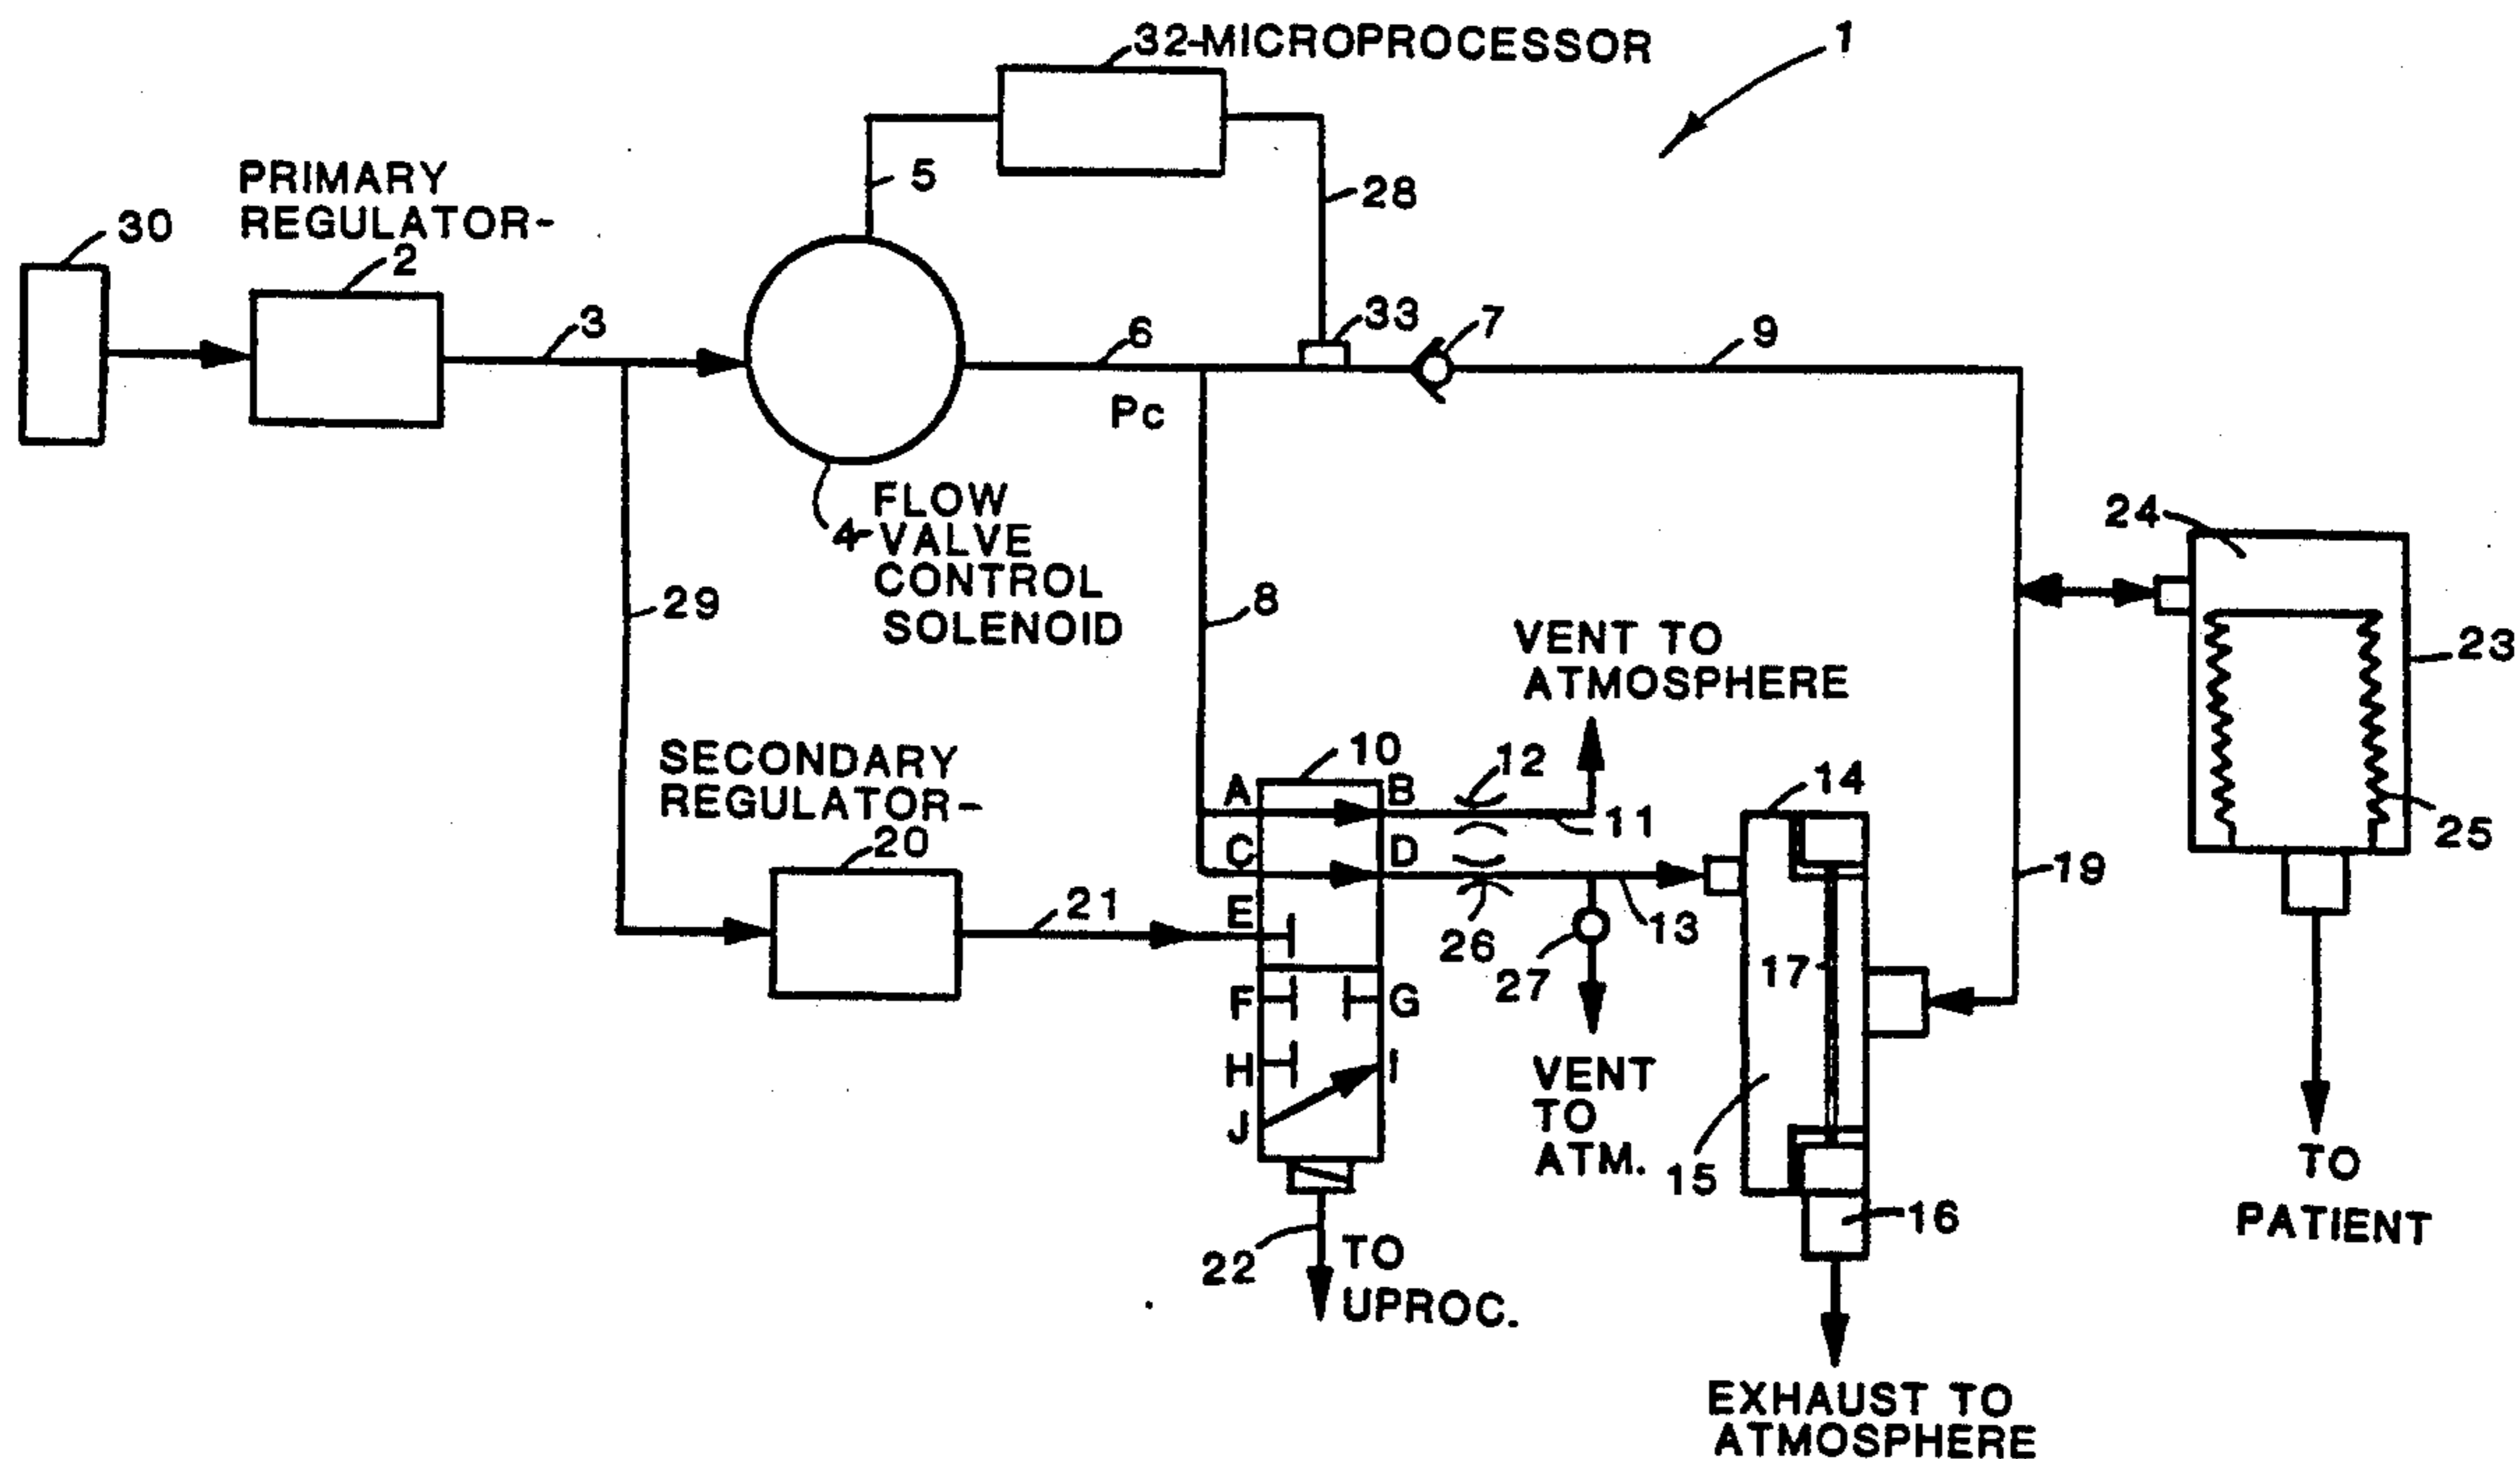 32-MICROPROCESSOR
1
5
28
PRIMARY
REGULATOR-
2
30
3
6
33
7
9
Pc
FLOW
4-VALVE
CONTROL
SOLENOID
24
29
8
23
VENT TO
ATMOSPHERE
SECONDARY
REGULATOR-
20
10
12
14
A
B
11
25
C
D
19
21
E
26
27
13
17
F
G
H
I
VENT
TO
ATM.
J
15
16
TO
PATIENT
22
TO
UPROC.
EXHAUST TO
ATMOSPHERE